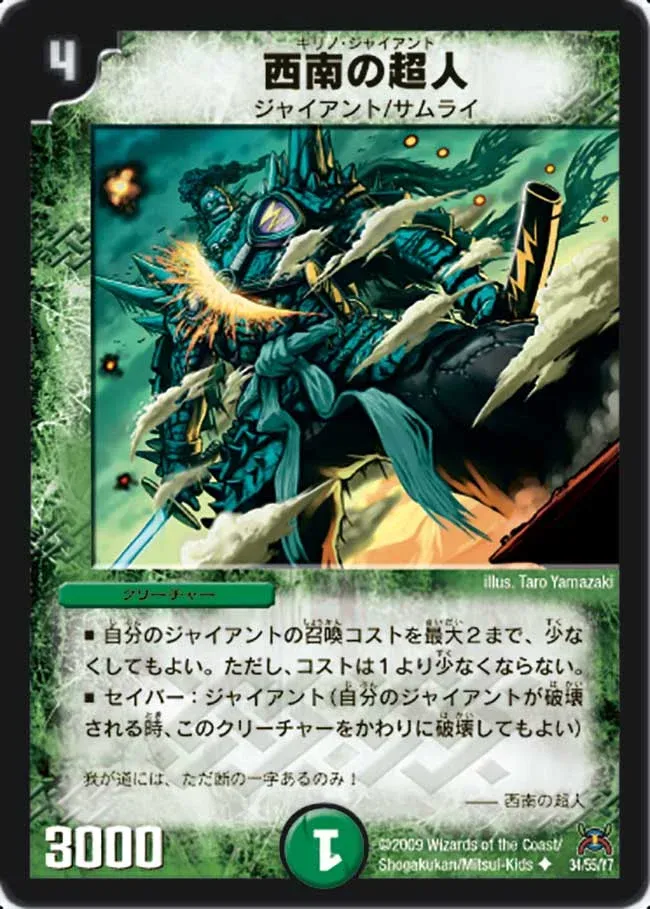 4
キリノ・ジャイアント
西南の超人
ジャイアント/サムライ
illus. Taro Yamazaki
クリーチャー
■ 自分のジャイアントの召喚コストを最大2まで、少な
くしてもよい。ただし、コストは1より少なくならない。
■ セイバー：ジャイアント（自分のジャイアントが破壊
される時、このクリーチャーをかわりに破壊してもよい）
我が道には、ただ断の一字あるのみ！
—— 西南の超人
3000
1
©2009 Wizards of the Coast/
Shogakukan/Mitsui-Kids ◆ 34/55/Y7